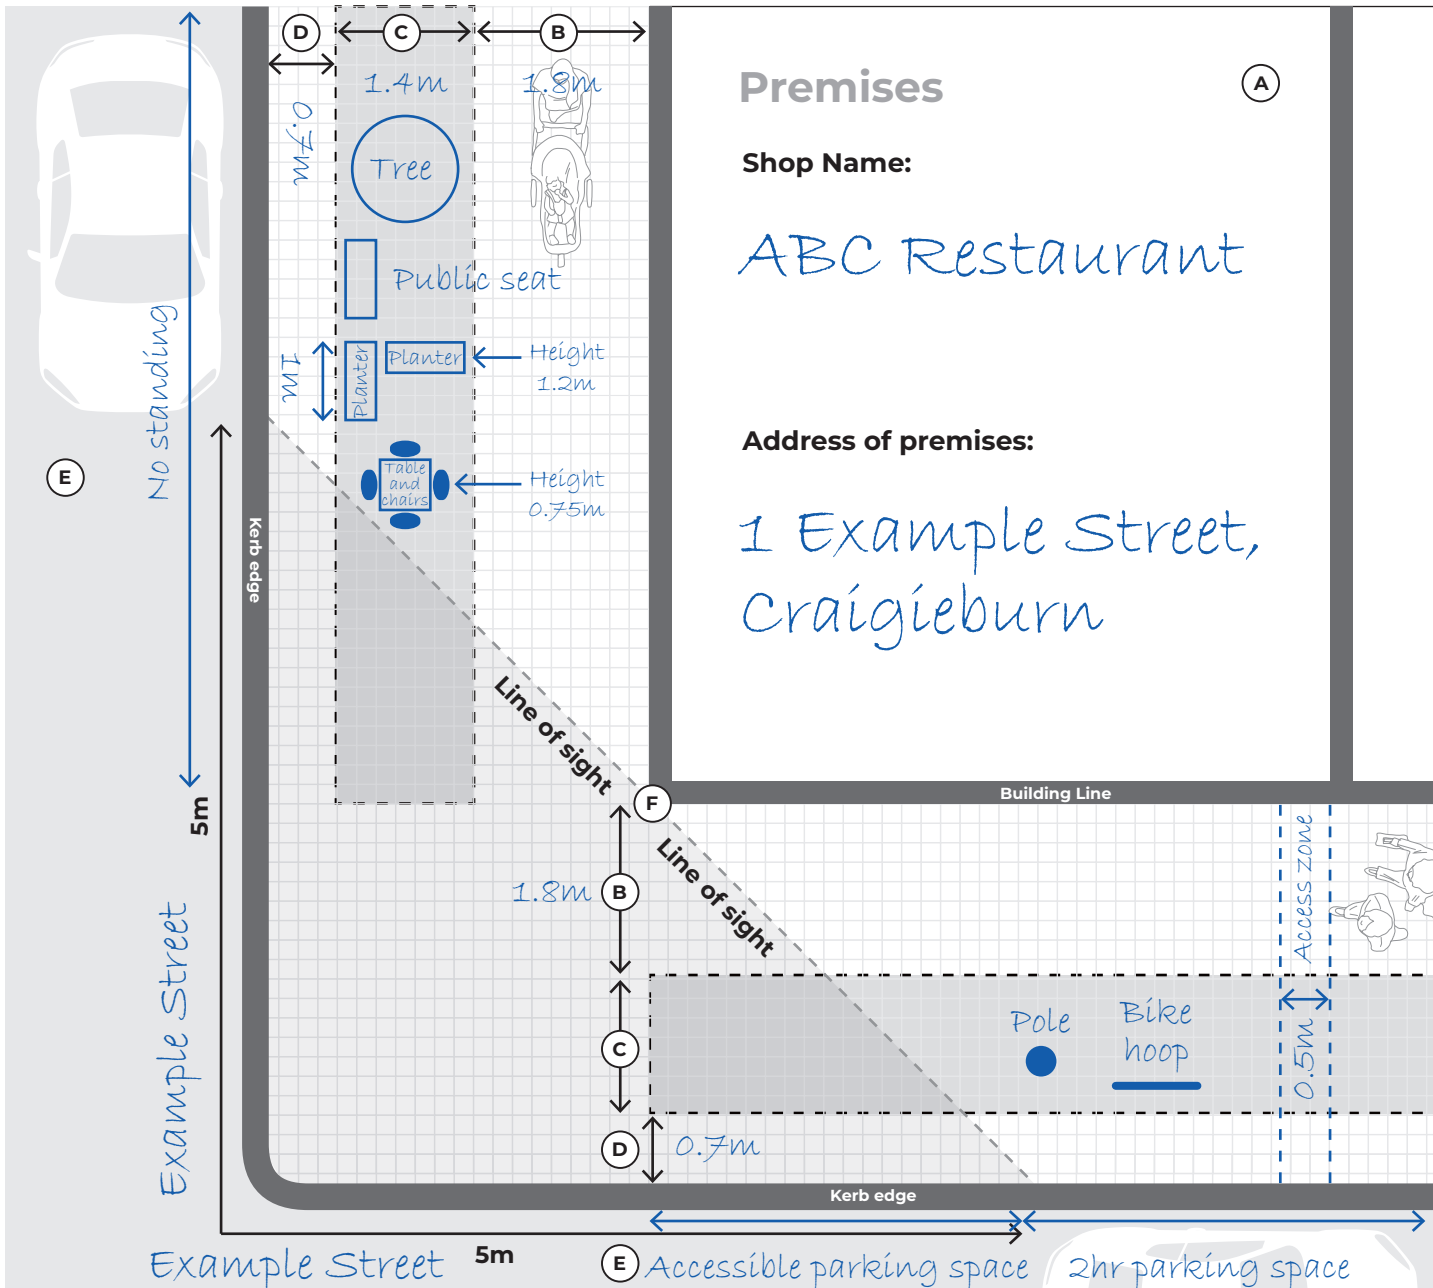 D
C
B
1.4m
1.8m
0.7m
Tree
Public seat
Planter
Planter
1m
Height
1.2m
Table
and
chairs
Height
0.75m
No standing
E
Kerb edge
Premises
A
Shop Name:
ABC Restaurant
Address of premises:
1 Example Street,
Craigieburn
Line of sight
F
Building Line
5m
Example Street
1.8m
B
Line of sight
Access zone
C
Pole
Bike
hoop
0.5m
D
0.7m
Kerb edge
Example Street
5m
E
Accessible parking space
2hr parking space